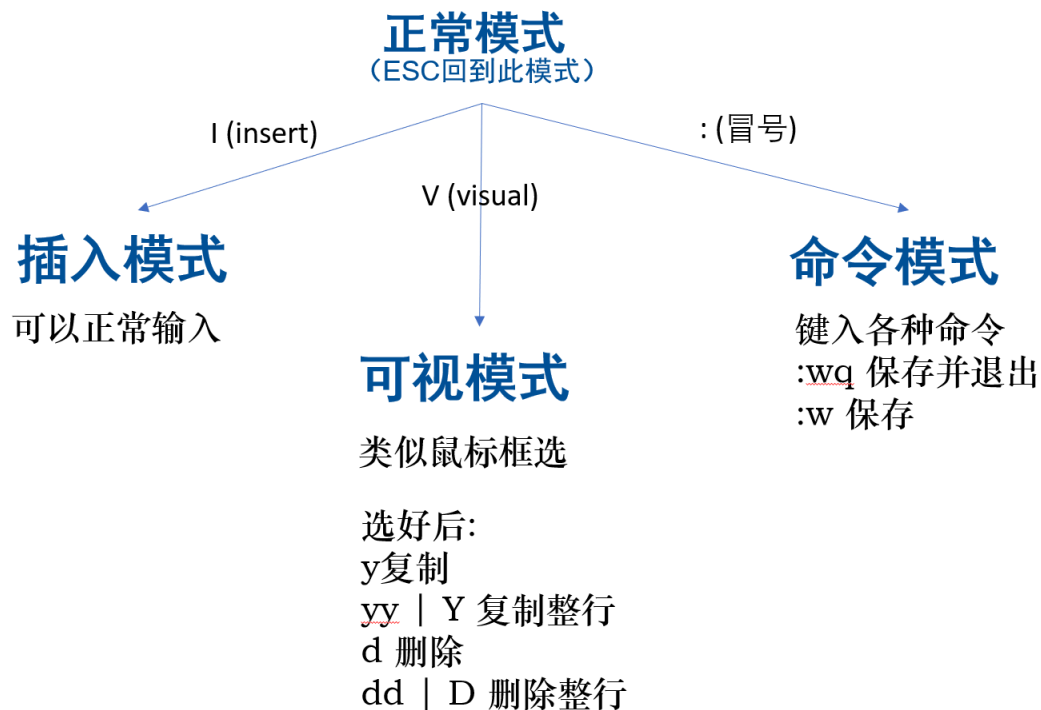 正常模式
（ESC回到此模式）
I (insert)
: (冒号)
V (visual)
插入模式
可以正常输入
命令模式
键入各种命令
:wq 保存并退出
:w 保存
可视模式
类似鼠标框选
选好后:
y复制
yy | Y 复制整行
d 删除
dd | D 删除整行